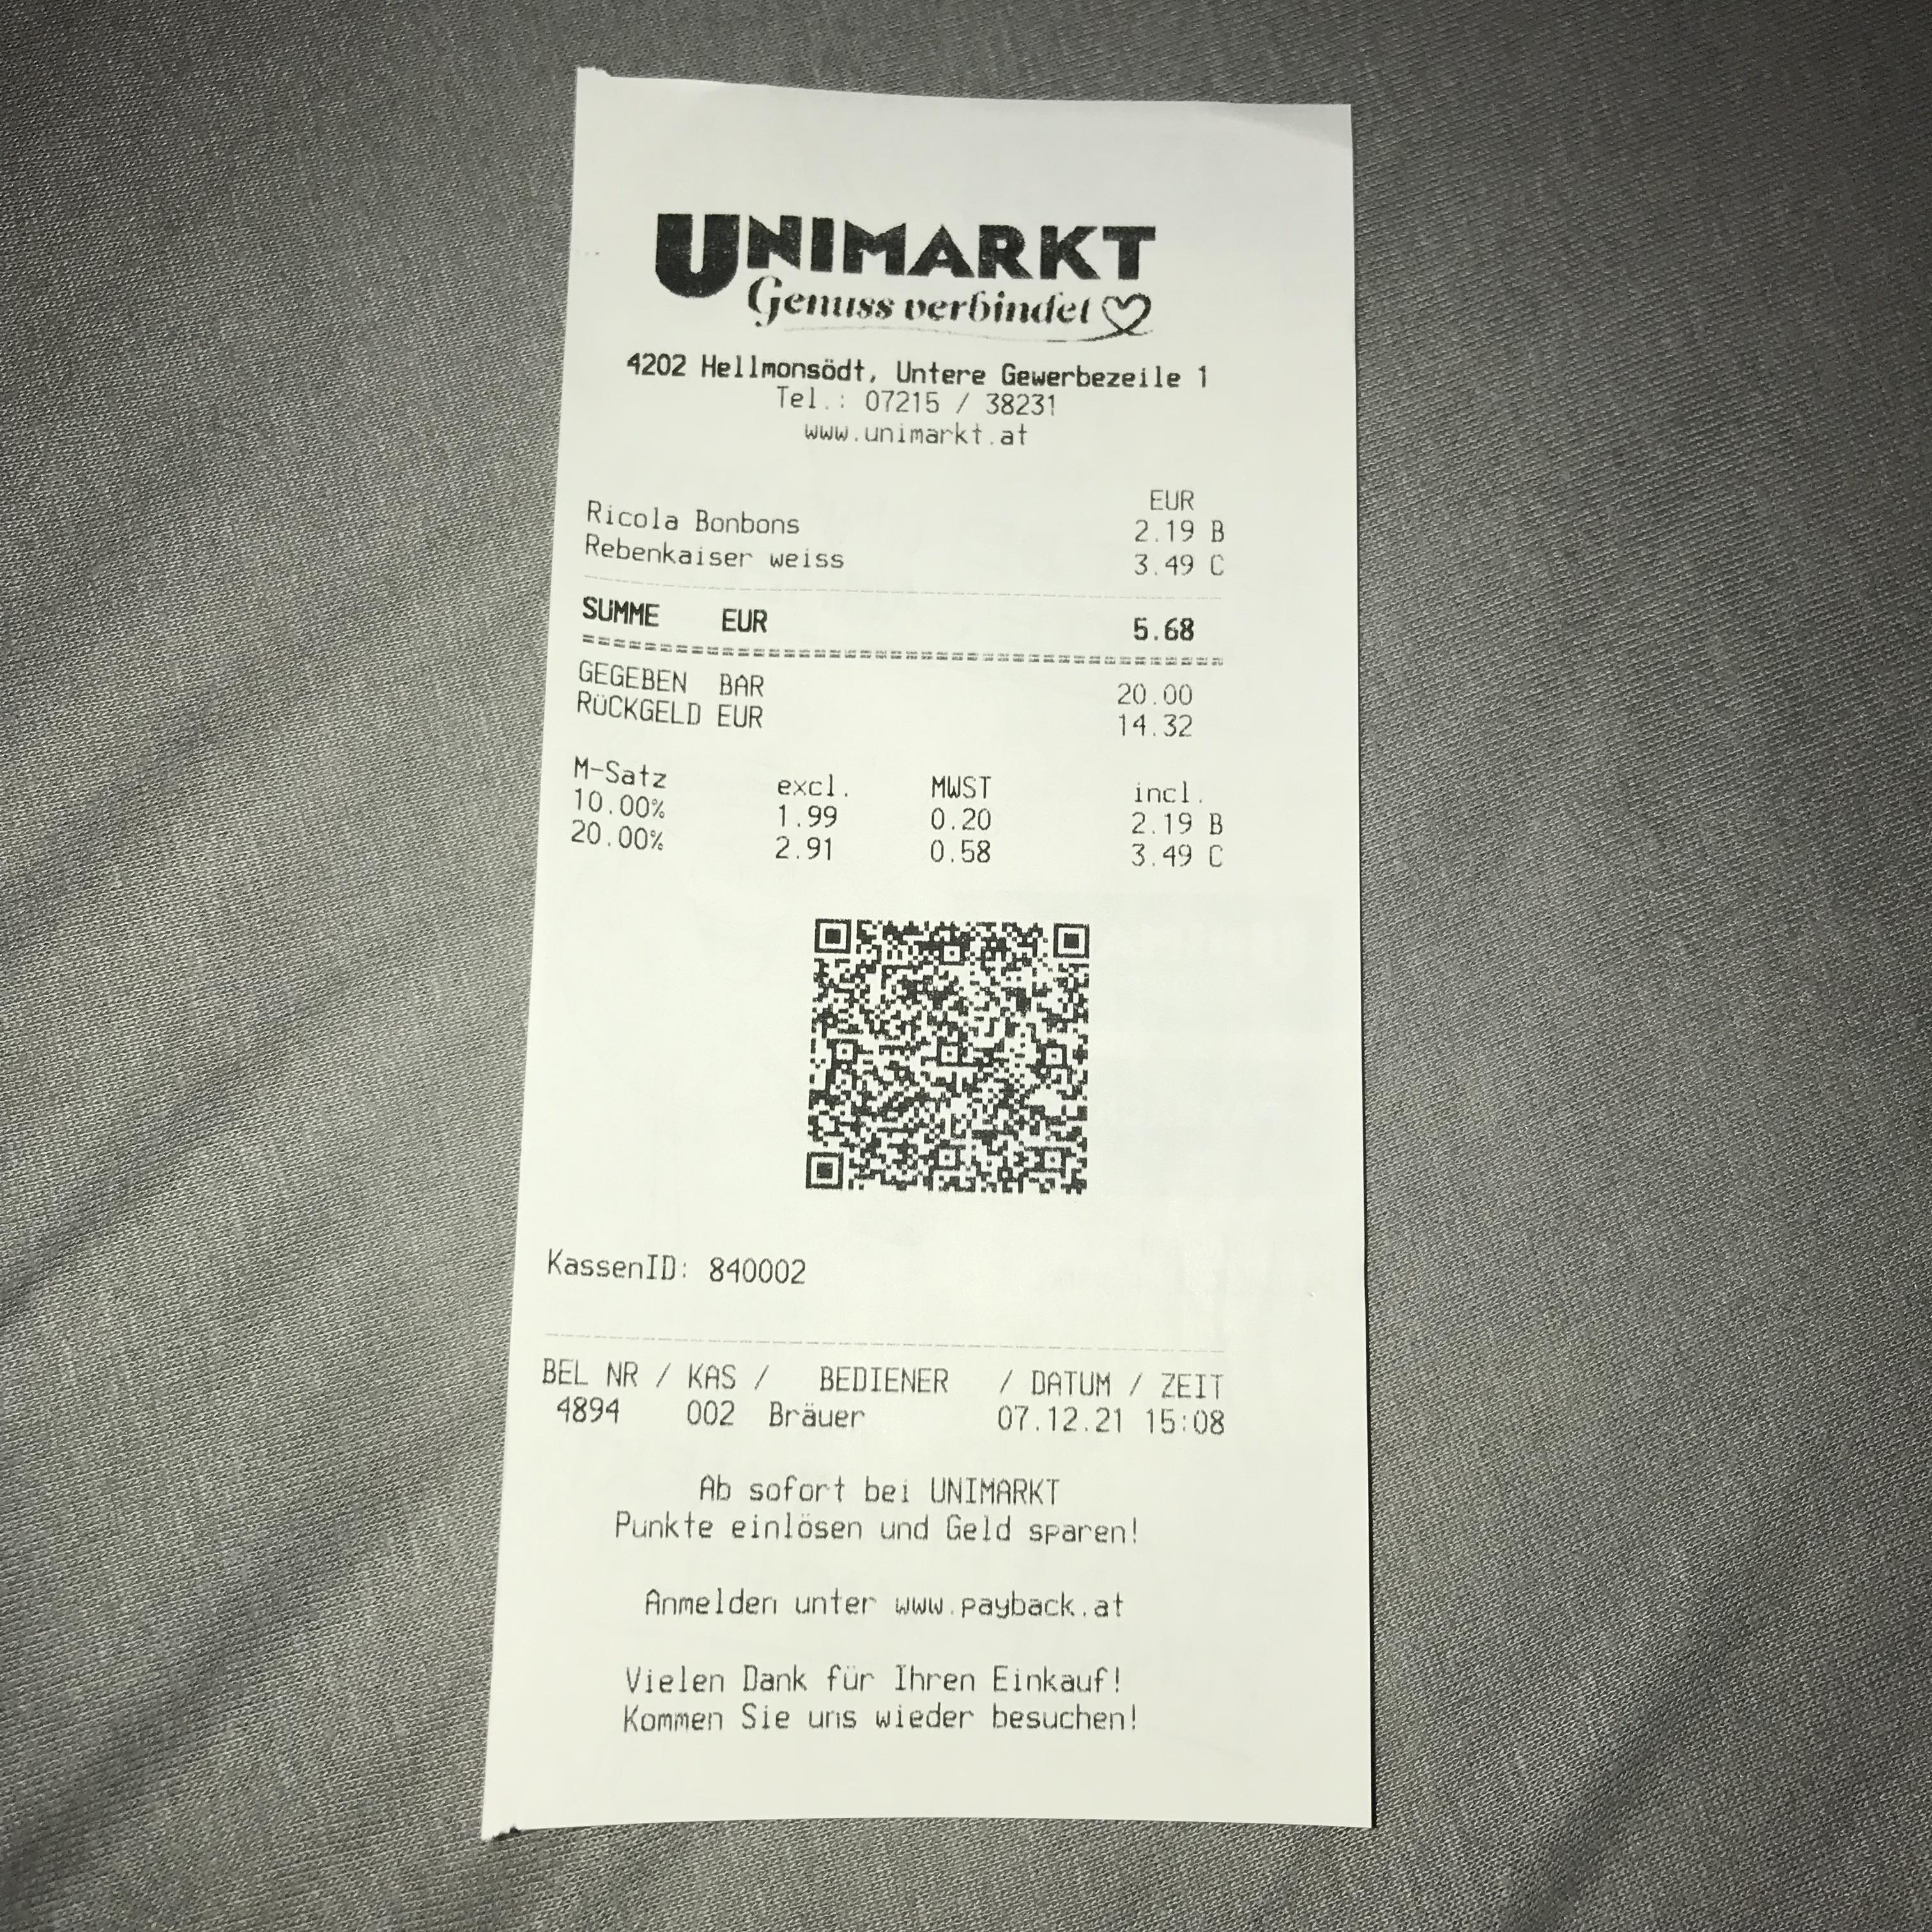 UNIMARKT
Genuss verbindet
4202 Hellmonsödt, Untere Gewerbezeile 1
Tel.: 07215 / 38231
www.unimarkt.at
EUR
Ricola Bonbons 2.19 B
Rebenkaiser weiss 3.49 C
SUMME EUR 5.68
GEGEBEN BAR 20.00
RÜCKGELD EUR 14.32
M-Satz excl. MWST incl.
10.00% 1.99 0.20 2.19 B
20.00% 2.91 0.58 3.49 C
KassenID: 840002
BEL NR / KAS / BEDIENER / DATUM / ZEIT
4894 002 Bräuer 07.12.21 15:08
Ab sofort bei UNIMARKT
Punkte einlösen und Geld sparen!
Anmelden unter www.payback.at
Vielen Dank für Ihren Einkauf!
Kommen Sie uns wieder besuchen!